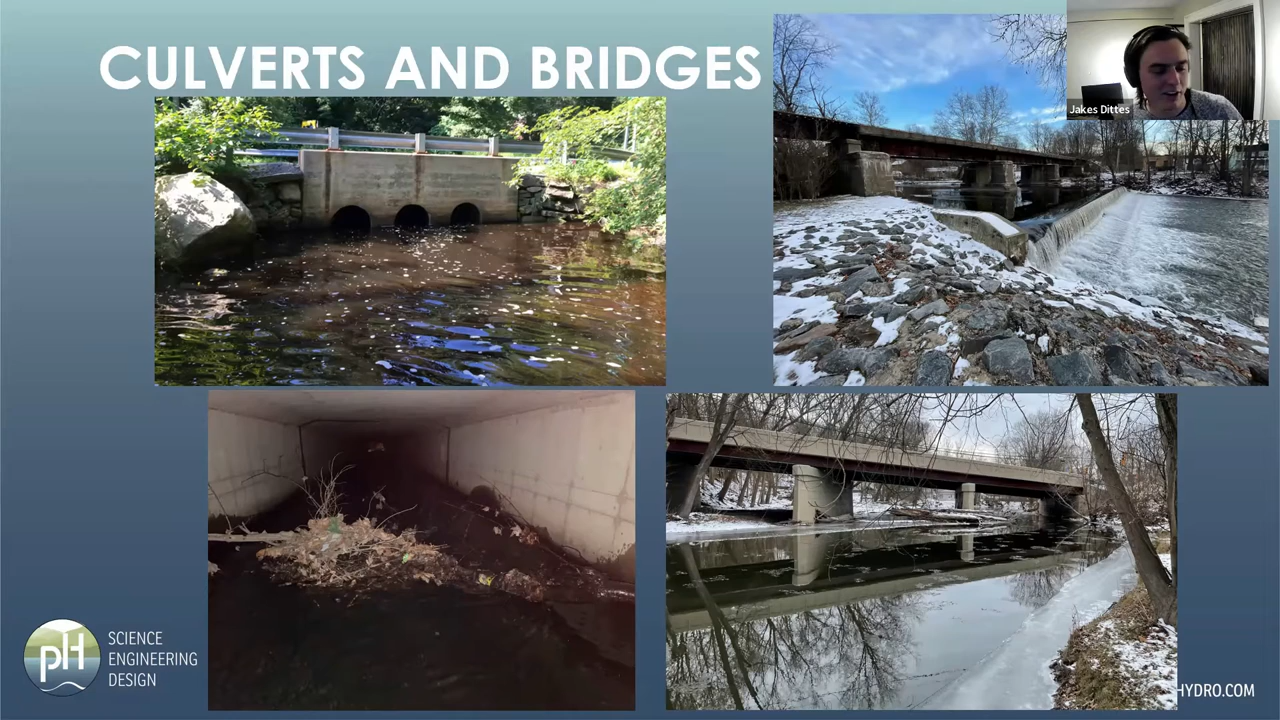 CULVERTS AND BRIDGES
Jakes Dittes
pH
SCIENCE
ENGINEERING
DESIGN
HYDRO.COM